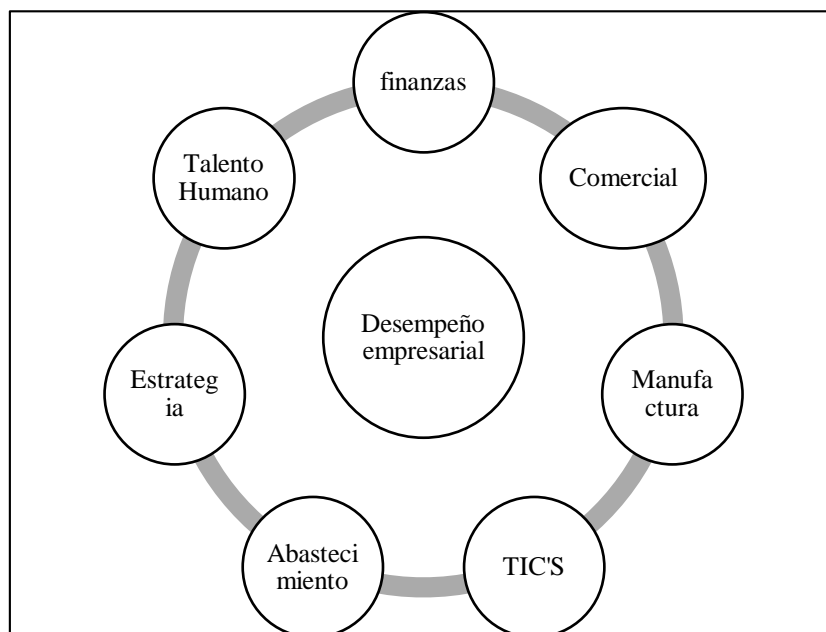 finanzas
Comercial
Manufa
ctura
TIC'S
Abasteci
miento
Estrateg
ia
Talento
Humano
Desempeño
empresarial